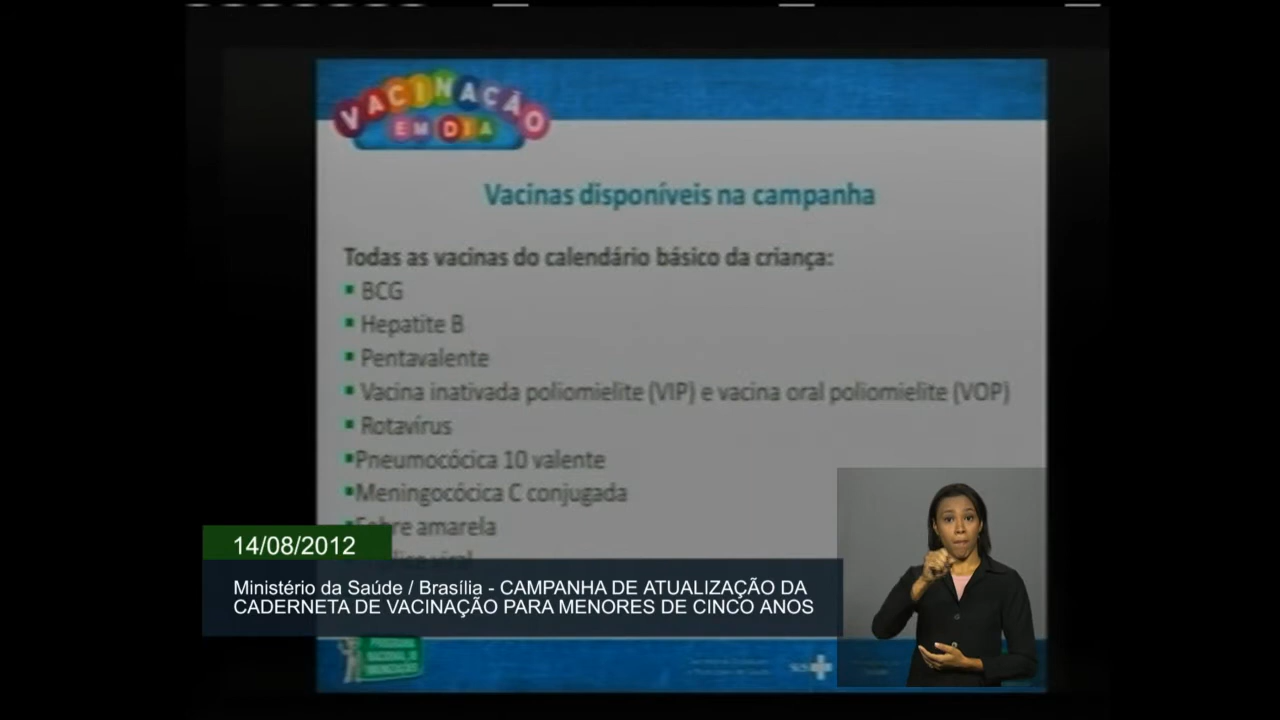 VACINAÇÃO
EM DIA
Vacinas disponíveis na campanha
Todas as vacinas do calendário básico da criança:
▪ BCG
▪ Hepatite B
▪ Pentavalente
▪ Vacina inativada poliomielite (VIP) e vacina oral poliomielite (VOP)
▪ Rotavírus
▪Pneumocócica 10 valente
▪Meningocócica C conjugada
amarela
viral
14/08/2012
Ministério da Saúde / Brasília - CAMPANHA DE ATUALIZAÇÃO DA
CADERNETA DE VACINAÇÃO PARA MENORES DE CINCO ANOS
SUS